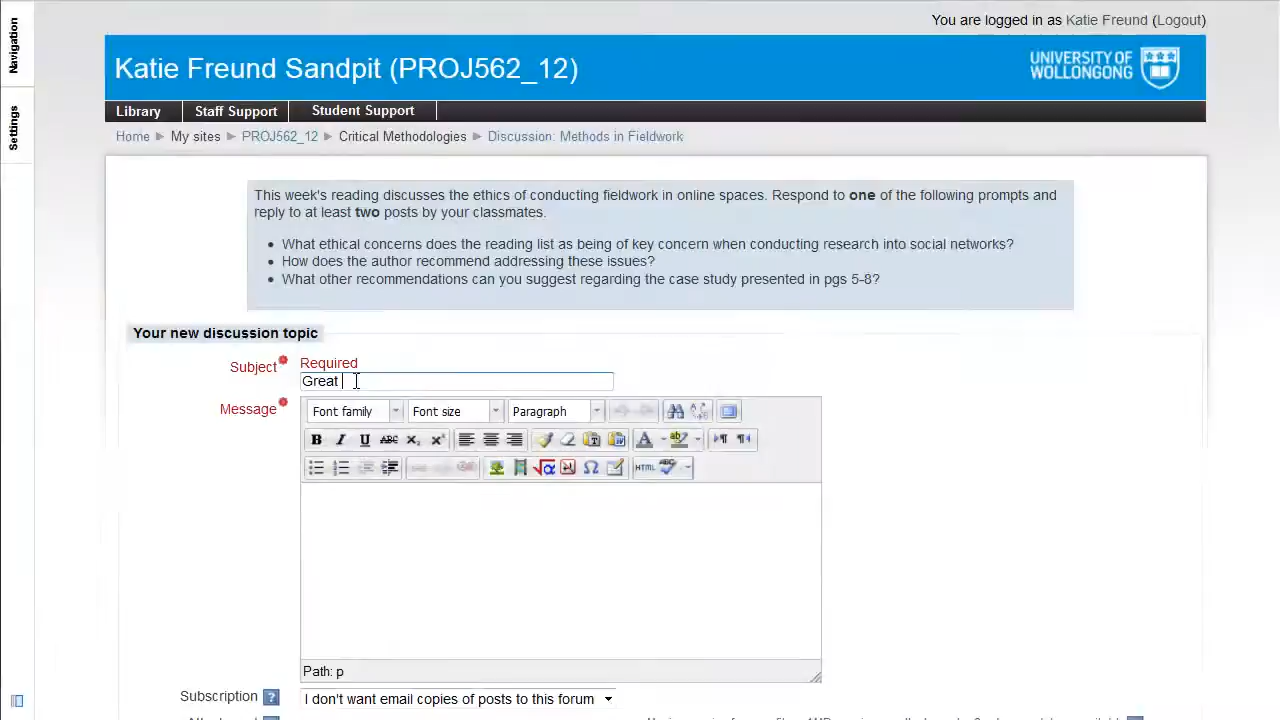 Navigation
Settings
You are logged in as Katie Freund (Logout)
Katie Freund Sandpit (PROJ562_12)
UNIVERSITY OF
WOLLONGONG
Library Staff Support Student Support
Home ► My sites ► PROJ562_12 ► Critical Methodologies ► Discussion: Methods in Fieldwork
This week's reading discusses the ethics of conducting fieldwork in online spaces. Respond to one of the following prompts and
reply to at least two posts by your classmates.
• What ethical concerns does the reading list as being of key concern when conducting research into social networks?
• How does the author recommend addressing these issues?
• What other recommendations can you suggest regarding the case study presented in pgs 5-8?
Your new discussion topic
Subject Required
Great
Message
Font family Font size Paragraph
B I U ABC X₂ X² A ab
HTML ABC
Path: p
Subscription ? I don't want email copies of posts to this forum